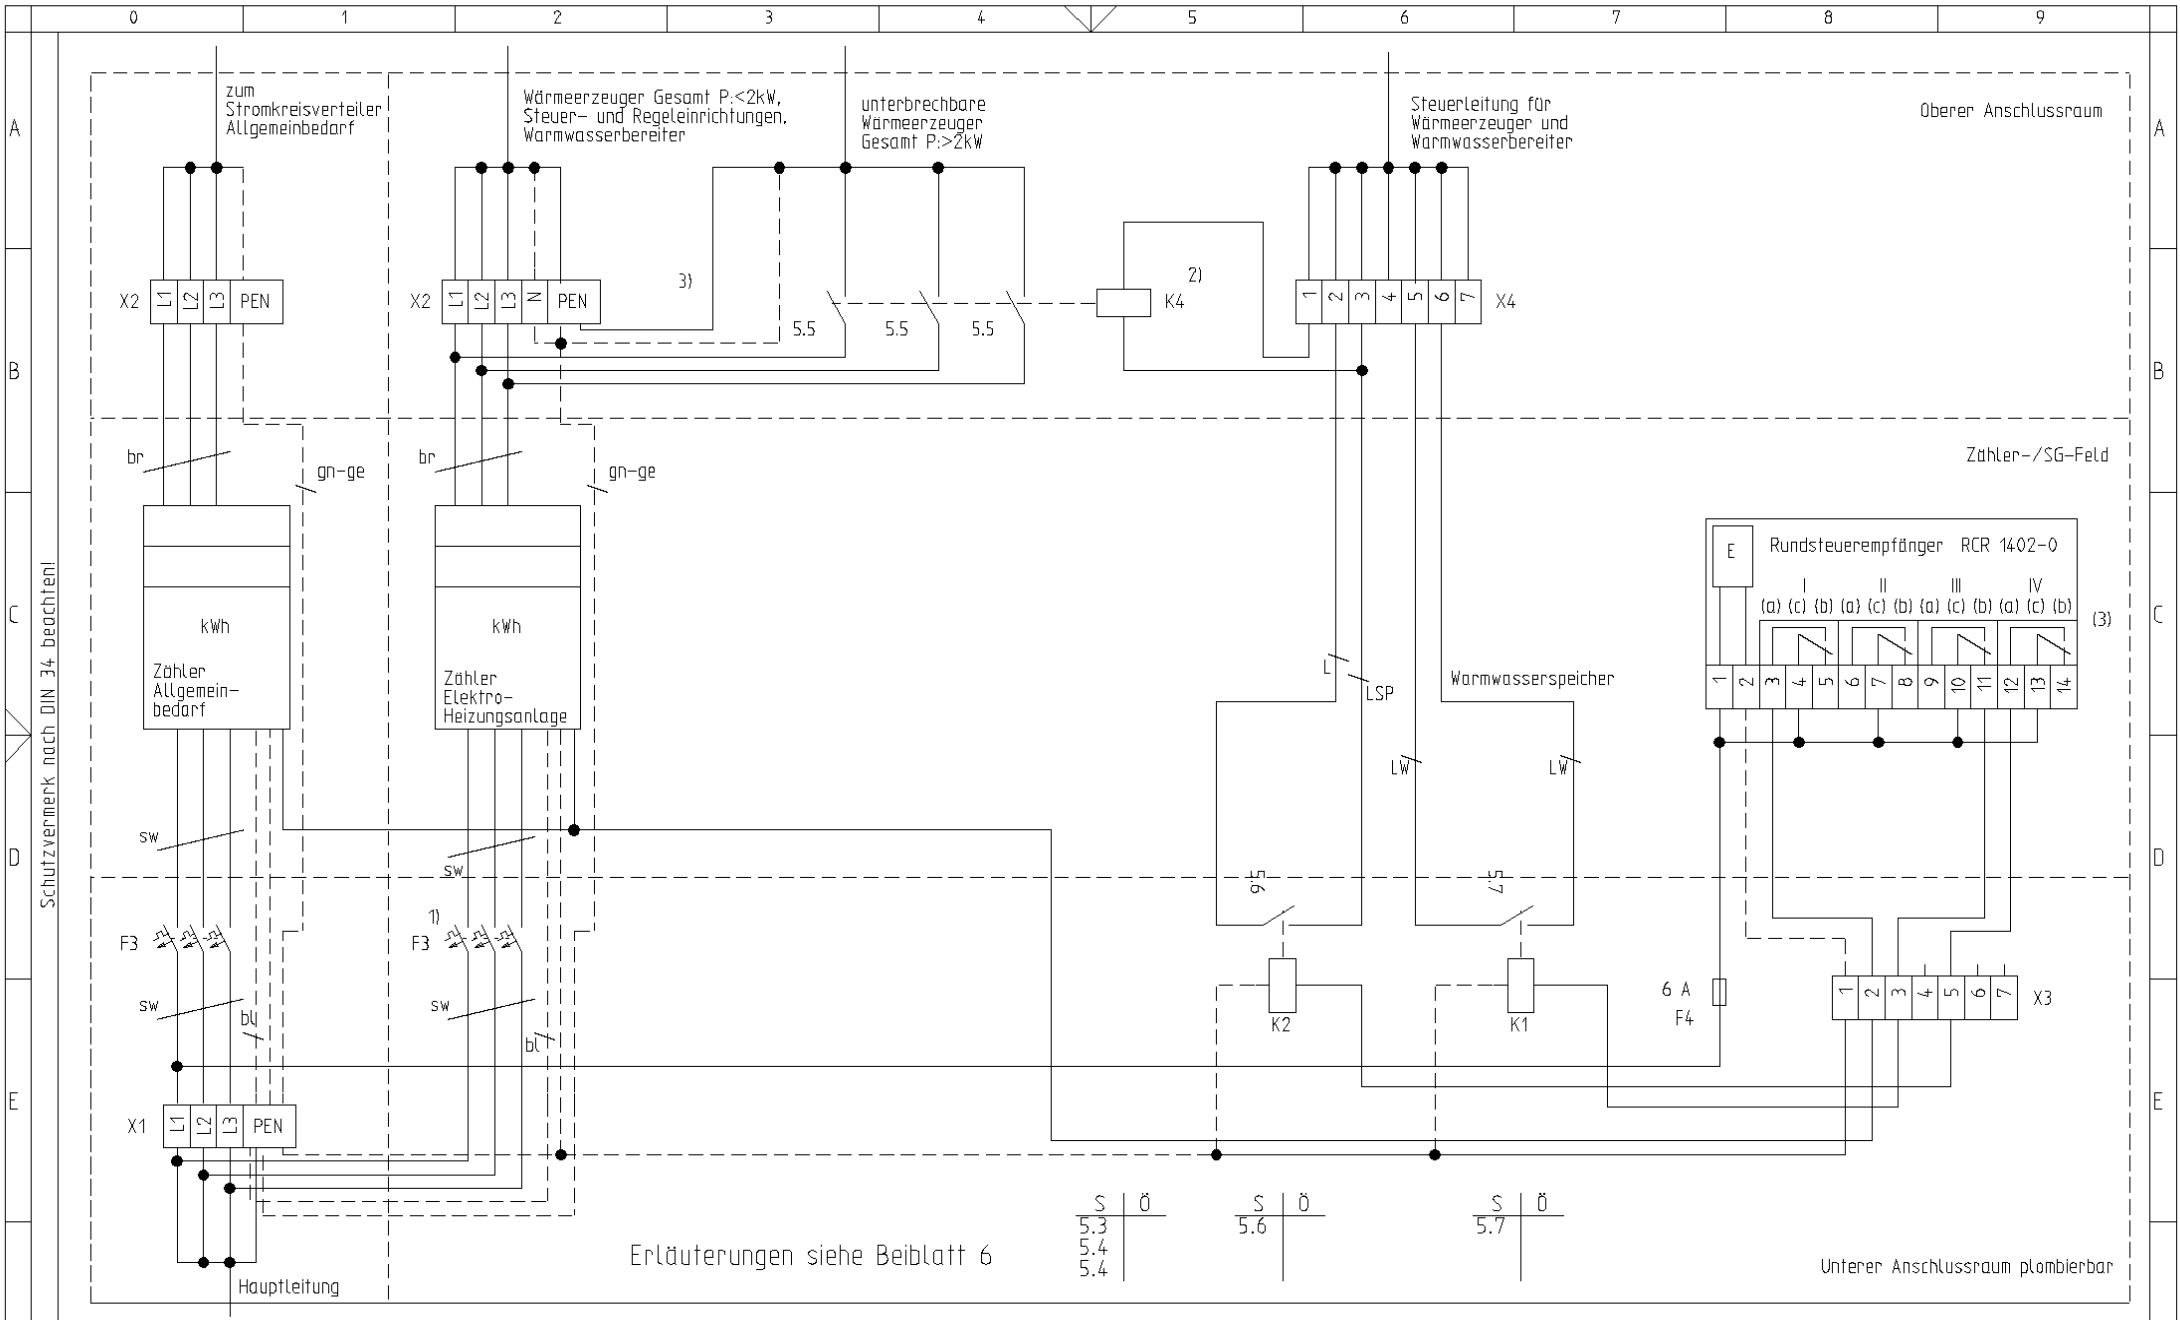 0 1 2 3 4 5 6 7 8 9
A
zum
Stromkreisverteiler
Allgemeinbedarf
Wärmeerzeuger Gesamt P:<2kW,
Steuer- und Regeleinrichtungen,
Warmwasserbereiter
unterbrechbare
Wärmeerzeuger
Gesamt P:>2kW
Steuerleitung für
Wärmeerzeuger und
Warmwasserbereiter
Oberer Anschlussraum
A
X2 L1 L2 L3 PEN
X2 L1 L2 L3 N PEN
3)
5.5 5.5 5.5
K4
2)
1 2 3 4 5 6 7 X4
B
B
br
gn-ge
br
gn-ge
Zähler-/SG-Feld
C
kWh
Zähler
Allgemein-
bedarf
kWh
Zähler
Elektro-
Heizungsanlage
L
LSP
Warmwasserspeicher
E
Rundsteuerempfänger RCR 1402-0
I II III IV
(a) (c) (b) (a) (c) (b) (a) (c) (b) (a) (c) (b)
(3)
1 2 3 4 5 6 7 8 9 10 11 12 13 14
C
Schutzvermerk nach DIN 34 beachten!
LW
LW
D
sw
sw
5.6
5.7
D
1)
F3
F3
sw
bl
sw
bl
K2
K1
6 A
F4
1 2 3 4 5 6 7 X3
E
X1 L1 L2 L3 PEN
E
S Ö
5.3
5.4
5.4
S Ö
5.6
S Ö
5.7
Erläuterungen siehe Beiblatt 6
Hauptleitung
Unterer Anschlussraum plombierbar